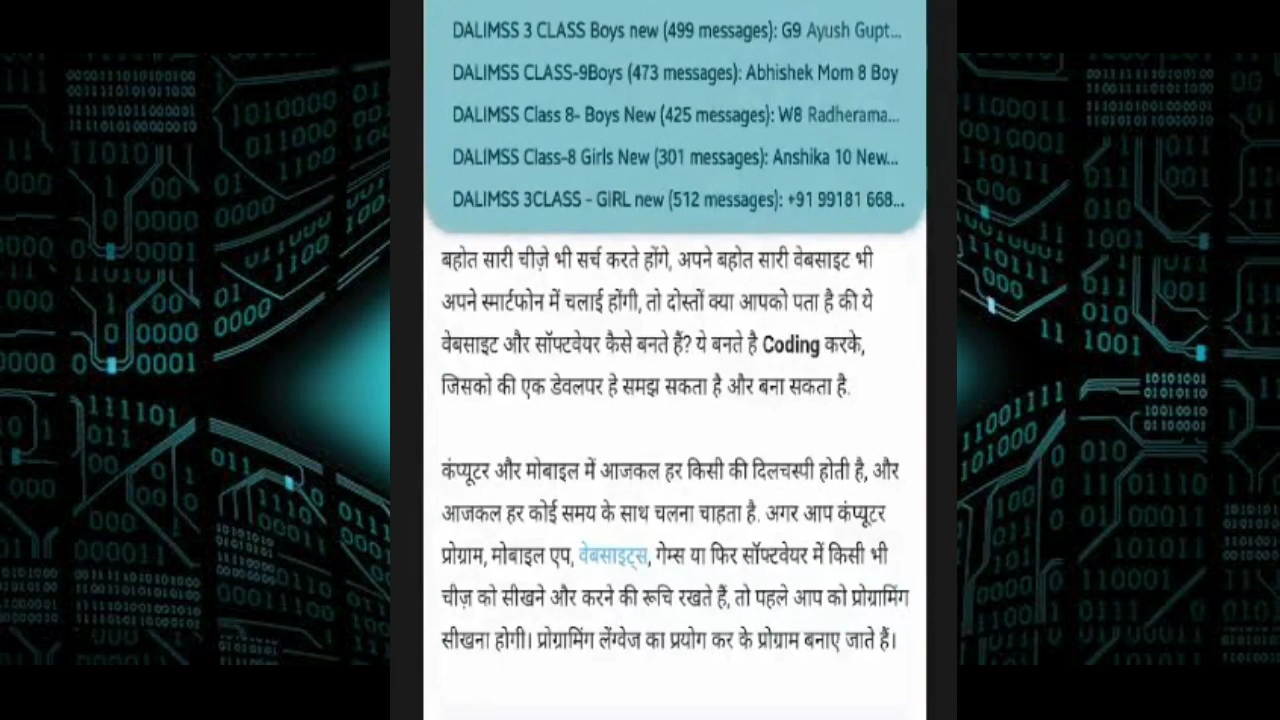 DALIMSS 3 CLASS Boys new (499 messages): G9 Ayush Gupt...
DALIMSS CLASS-9Boys (473 messages): Abhishek Mom 8 Boy
DALIMSS Class 8- Boys New (425 messages): W8 Radherama...
DALIMSS Class-8 Girls New (301 messages): Anshika 10 New...
DALIMSS 3CLASS - GIRL new (512 messages): +91 99181 668...
बहोत सारी चीज़े भी सर्च करते होंगे, अपने बहोत सारी वेबसाइट भी
अपने स्मार्टफोन में चलाई होंगी, तो दोस्तों क्या आपको पता है की ये
वेबसाइट और सॉफ्टवेयर कैसे बनते हैं? ये बनते है Coding करके,
जिसको की एक डेवलपर हे समझ सकता है और बना सकता है.
कंप्यूटर और मोबाइल में आजकल हर किसी की दिलचस्पी होती है, और
आजकल हर कोई समय के साथ चलना चाहता है. अगर आप कंप्यूटर
प्रोग्राम, मोबाइल एप, वेबसाइट्स, गेम्स या फिर सॉफ्टवेयर में किसी भी
चीज़ को सीखने और करने की रूचि रखते हैं, तो पहले आप को प्रोग्रामिंग
सीखना होगी। प्रोग्रामिंग लेंग्वेज का प्रयोग कर के प्रोग्राम बनाए जाते हैं।